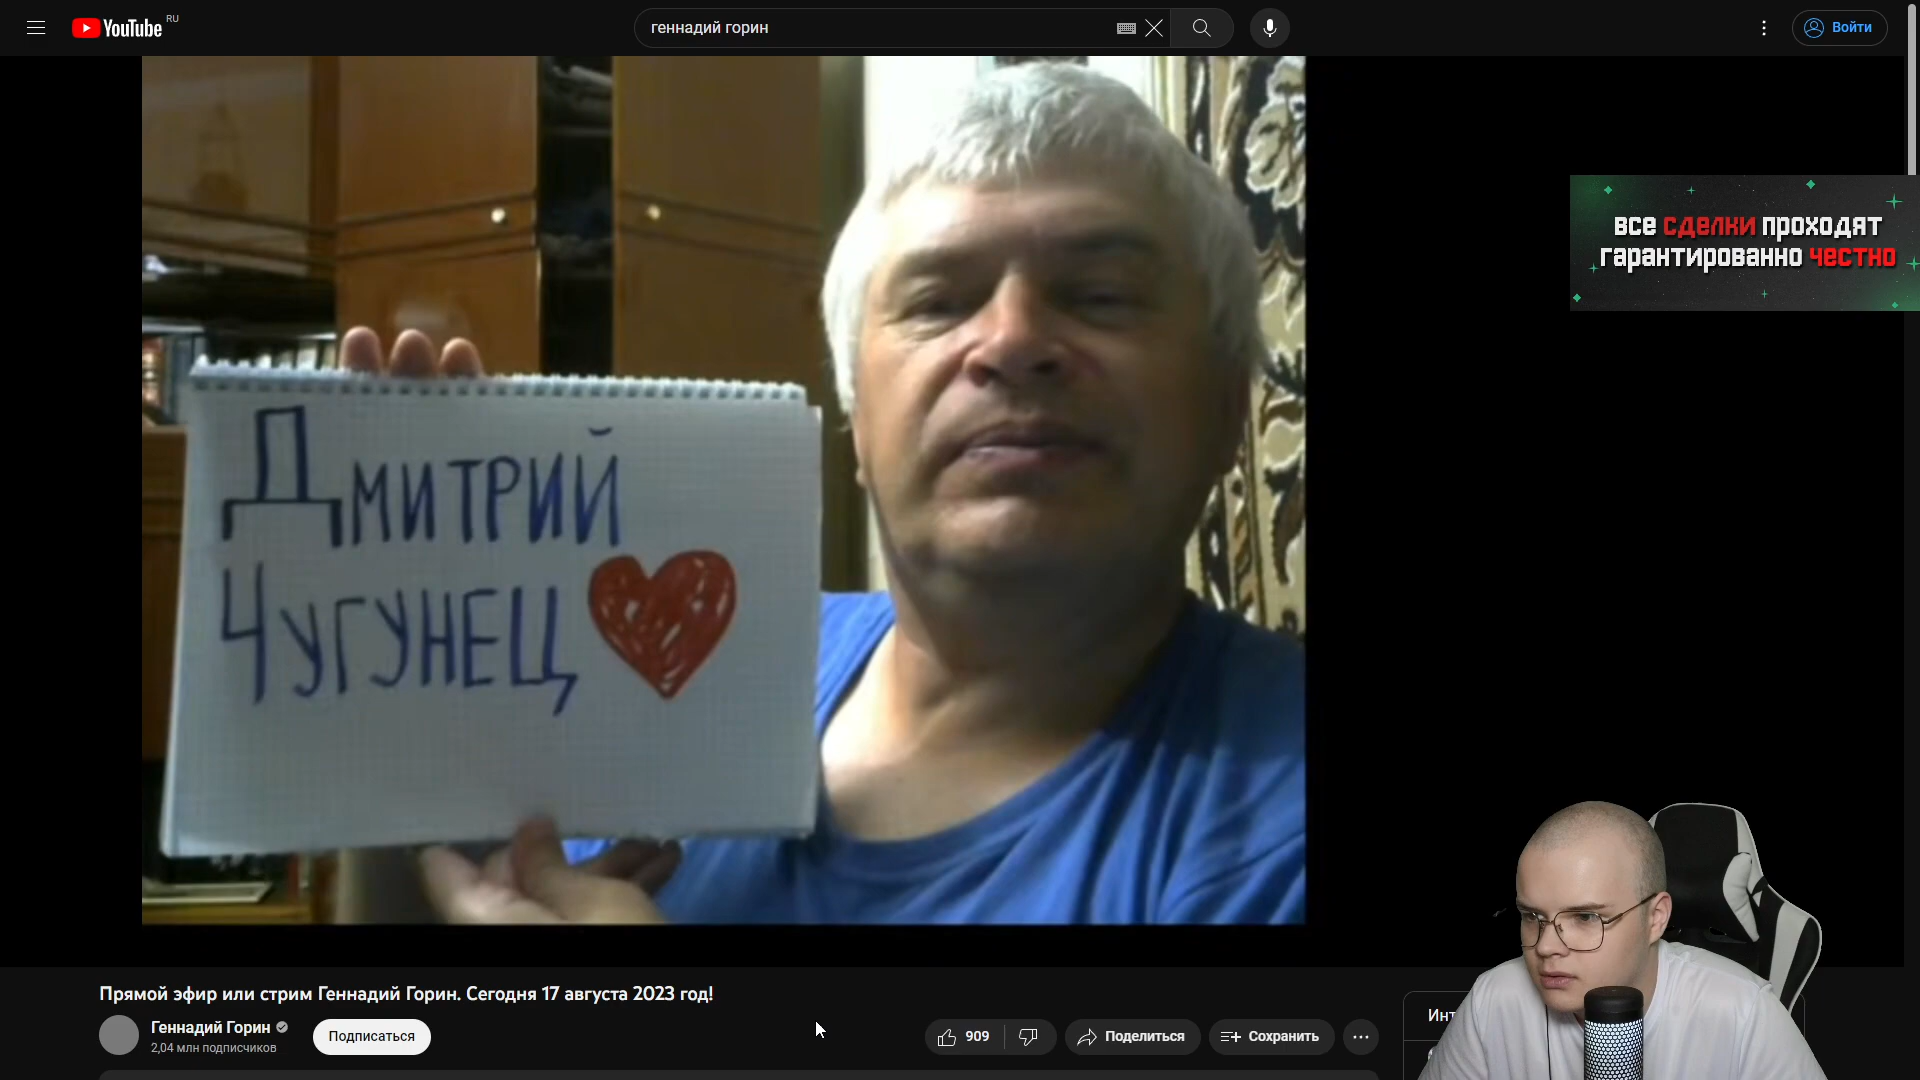 YouTube RU
геннадий горин
Войти
ВСЕ СДЕЛКИ ПРОХОДЯТ
ГАРАНТИРОВАННО ЧЕСТНО
ДМИТРИЙ
ЧУГУНЕЦ
Прямой эфир или стрим Геннадий Горин. Сегодня 17 августа 2023 год!
Геннадий Горин
2,04 млн подписчиков
Подписаться
909
Поделиться
Сохранить
Инт